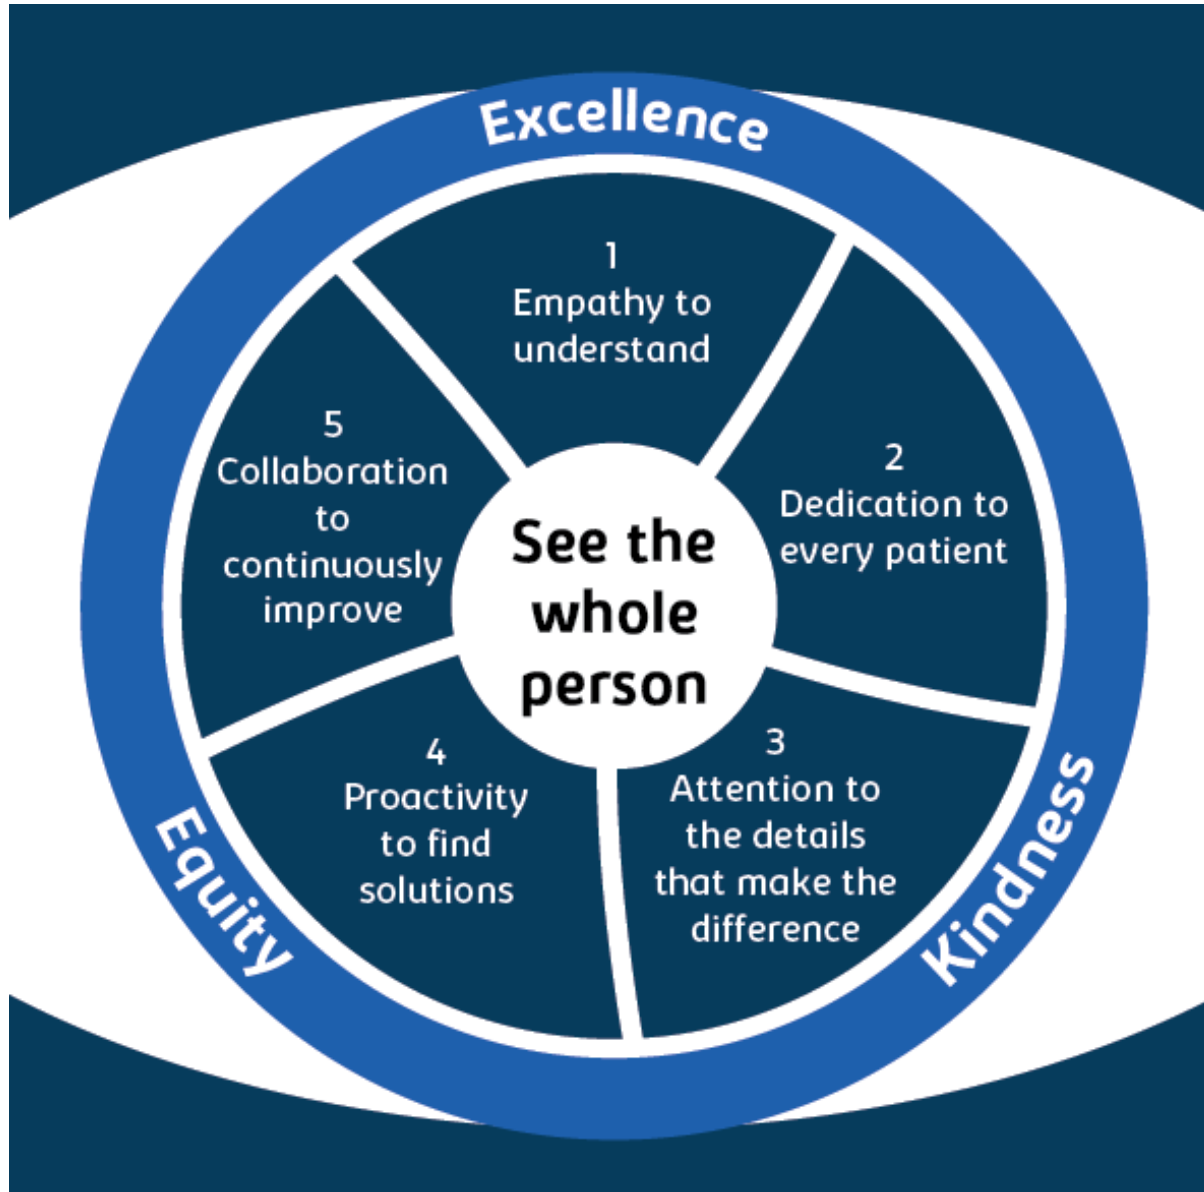 Excellence
1
Empathy to
understand
2
Dedication to
every patient
3
Attention to
the details
that make the
difference
4
Proactivity
to find
solutions
5
Collaboration
to
continuously
improve
See the
whole
person
Kindness
Equity